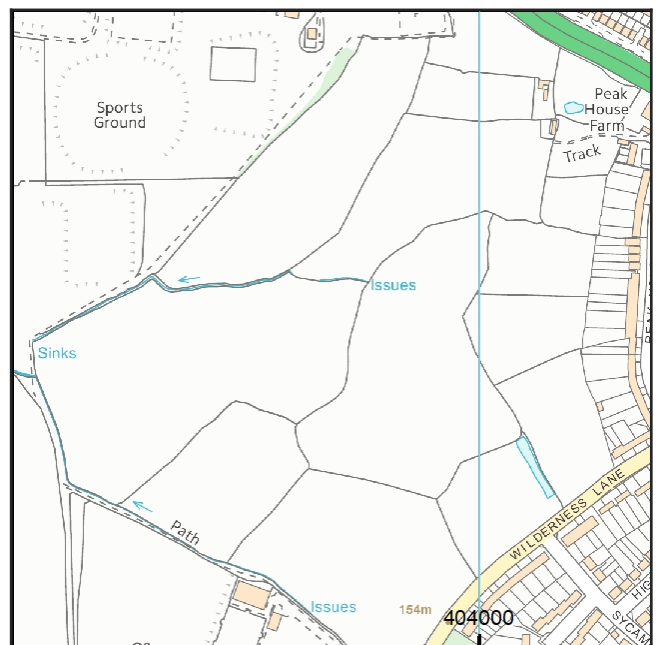 Peak
House
Farm
Sports
Ground
Track
Issues
Sinks
WILDERNESS LANE
Path
Issues
154m
404000